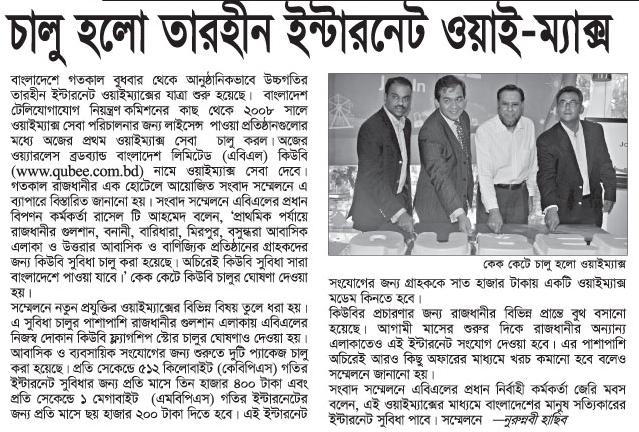 চালু হলো তারহীন ইন্টারনেট ওয়াই-ম্যাক্স
বাংলাদেশে গতকাল বুধবার থেকে আনুষ্ঠানিকভাবে উচ্চগতির
তারহীন ইন্টারনেট ওয়াইম্যাক্সের যাত্রা শুরু হয়েছে। বাংলাদেশ
টেলিযোগাযোগ নিয়ন্ত্রণ কমিশনের কাছ থেকে ২০০৮ সালে
ওয়াইম্যাক্স সেবা পরিচালনার জন্য লাইসেন্স পাওয়া প্রতিষ্ঠানগুলোর
মধ্যে অজের প্রথম ওয়াইম্যাক্স সেবা চালু করল। অজের
ওয়্যারলেস ব্রডব্যান্ড বাংলাদেশ লিমিটেড (এবিএল) কিউবি
(www.qubee.com.bd) নামে ওয়াইম্যাক্স সেবা দেবে।
গতকাল রাজধানীর এক হোটেলে আয়োজিত সংবাদ সম্মেলনে এ
ব্যাপারে বিস্তারিত জানানো হয়। সংবাদ সম্মেলনে এবিএলের প্রধান
বিপণন কর্মকর্তা রাসেল টি আহমেদ বলেন, 'প্রাথমিক পর্যায়ে
রাজধানীর গুলশান, বনানী, বারিধারা, মিরপুর, বসুন্ধরা আবাসিক
এলাকা ও উত্তরার আবাসিক ও বাণিজ্যিক প্রতিষ্ঠানের গ্রাহকদের
জন্য কিউবি সুবিধা চালু করা হয়েছে। অচিরেই কিউবি সুবিধা সারা
বাংলাদেশে পাওয়া যাবে।' কেক কেটে কিউবি চালুর ঘোষণা দেওয়া
হয়।
সম্মেলনে নতুন প্রযুক্তির ওয়াইম্যাক্সের বিভিন্ন বিষয় তুলে ধরা হয়।
এ সুবিধা চালুর পাশাপাশি রাজধানীর গুলশান এলাকায় এবিএলের
নিজস্ব দোকান কিউবি ফ্ল্যাগশিপ স্টোর চালুর ঘোষণাও দেওয়া হয়।
আবাসিক ও ব্যবসায়িক সংযোগের জন্য শুরুতে দুটি প্যাকেজ চালু
করা হয়েছে। প্রতি সেকেন্ডে ৫১২ কিলোবাইট (কেবিপিএস) গতির
ইন্টারনেট সুবিধার জন্য প্রতি মাসে তিন হাজার ৪০০ টাকা এবং
প্রতি সেকেন্ডে ১ মেগাবাইট (এমবিপিএস) গতির ইন্টারনেটের
জন্য প্রতি মাসে ছয় হাজার ২০০ টাকা দিতে হবে। এই ইন্টারনেট
কেক কেটে চালু হলো ওয়াইম্যাক্স
সংযোগের জন্য গ্রাহককে সাত হাজার টাকায় একটি ওয়াইম্যাক্স
মডেম কিনতে হবে।
কিউবির প্রচারণার জন্য রাজধানীর বিভিন্ন প্রান্তে বুথ বসানো
হয়েছে। আগামী মাসের শুরুর দিকে রাজধানীর অন্যান্য
এলাকাতেও এই ইন্টারনেট সংযোগ দেওয়া হবে। এর পাশাপাশি
অচিরেই আরও কিছু অফারের মাধ্যমে খরচ কমানো হবে বলেও
সম্মেলনে জানানো হয়।
সংবাদ সম্মেলনে এবিএলের প্রধান নির্বাহী কর্মকর্তা জেরি মবস
বলেন, এই ওয়াইম্যাক্সের মাধ্যমে বাংলাদেশের মানুষ সত্যিকারের
ইন্টারনেট সুবিধা পাবে। সম্মেলনে —নুরুন্নবী হাছিব